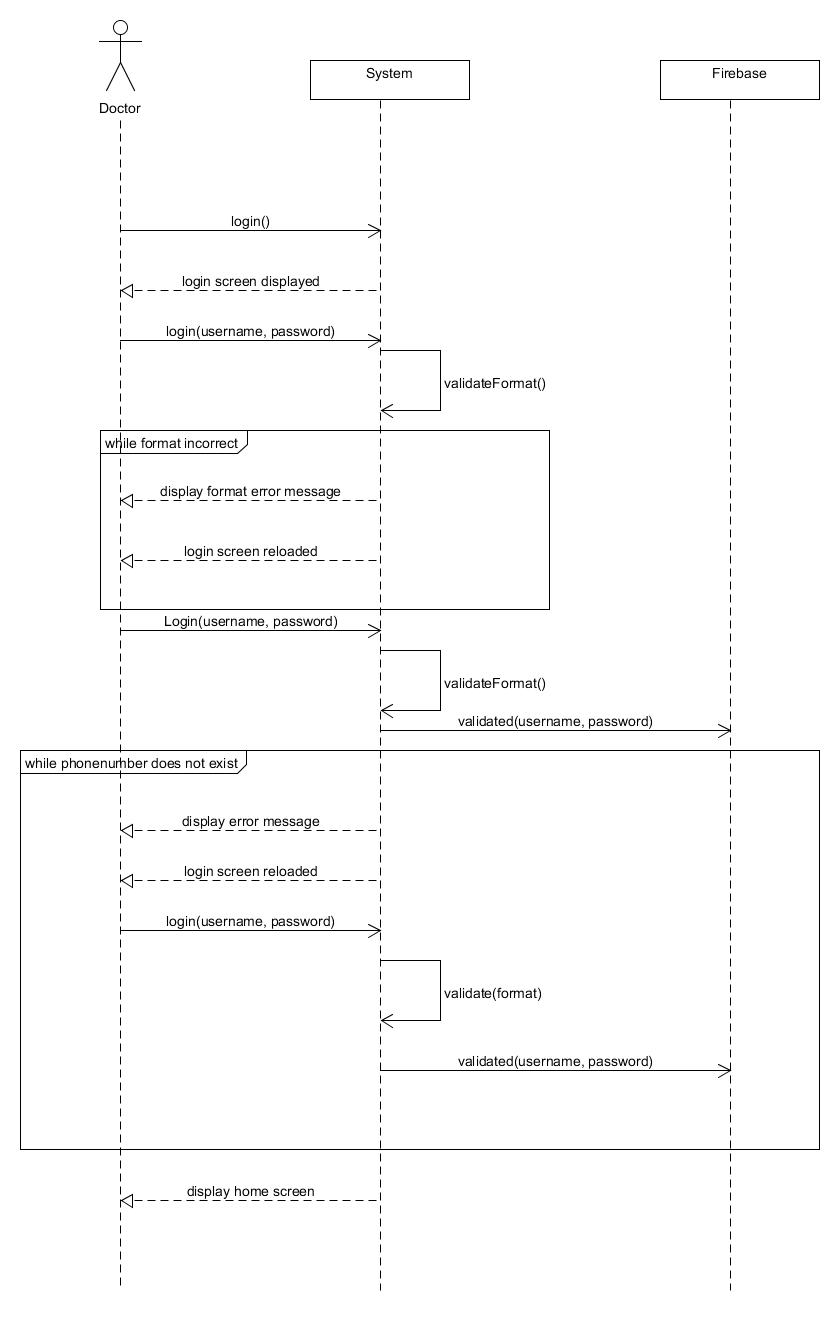 Doctor
System
Firebase
login()
login screen displayed
login(username, password)
validateFormat()
while format incorrect
display format error message
login screen reloaded
Login(username, password)
validateFormat()
validated(username, password)
while phonenumber does not exist
display error message
login screen reloaded
login(username, password)
validate(format)
validated(username, password)
display home screen